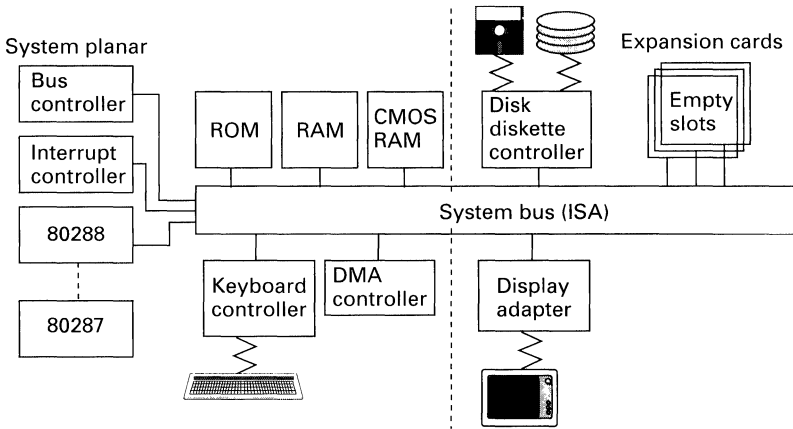 System planar
Expansion cards
Bus
controller
ROM
RAM
CMOS
RAM
Disk
diskette
controller
Empty
slots
Interrupt
controller
System bus (ISA)
80288
Keyboard
controller
DMA
controller
Display
adapter
80287